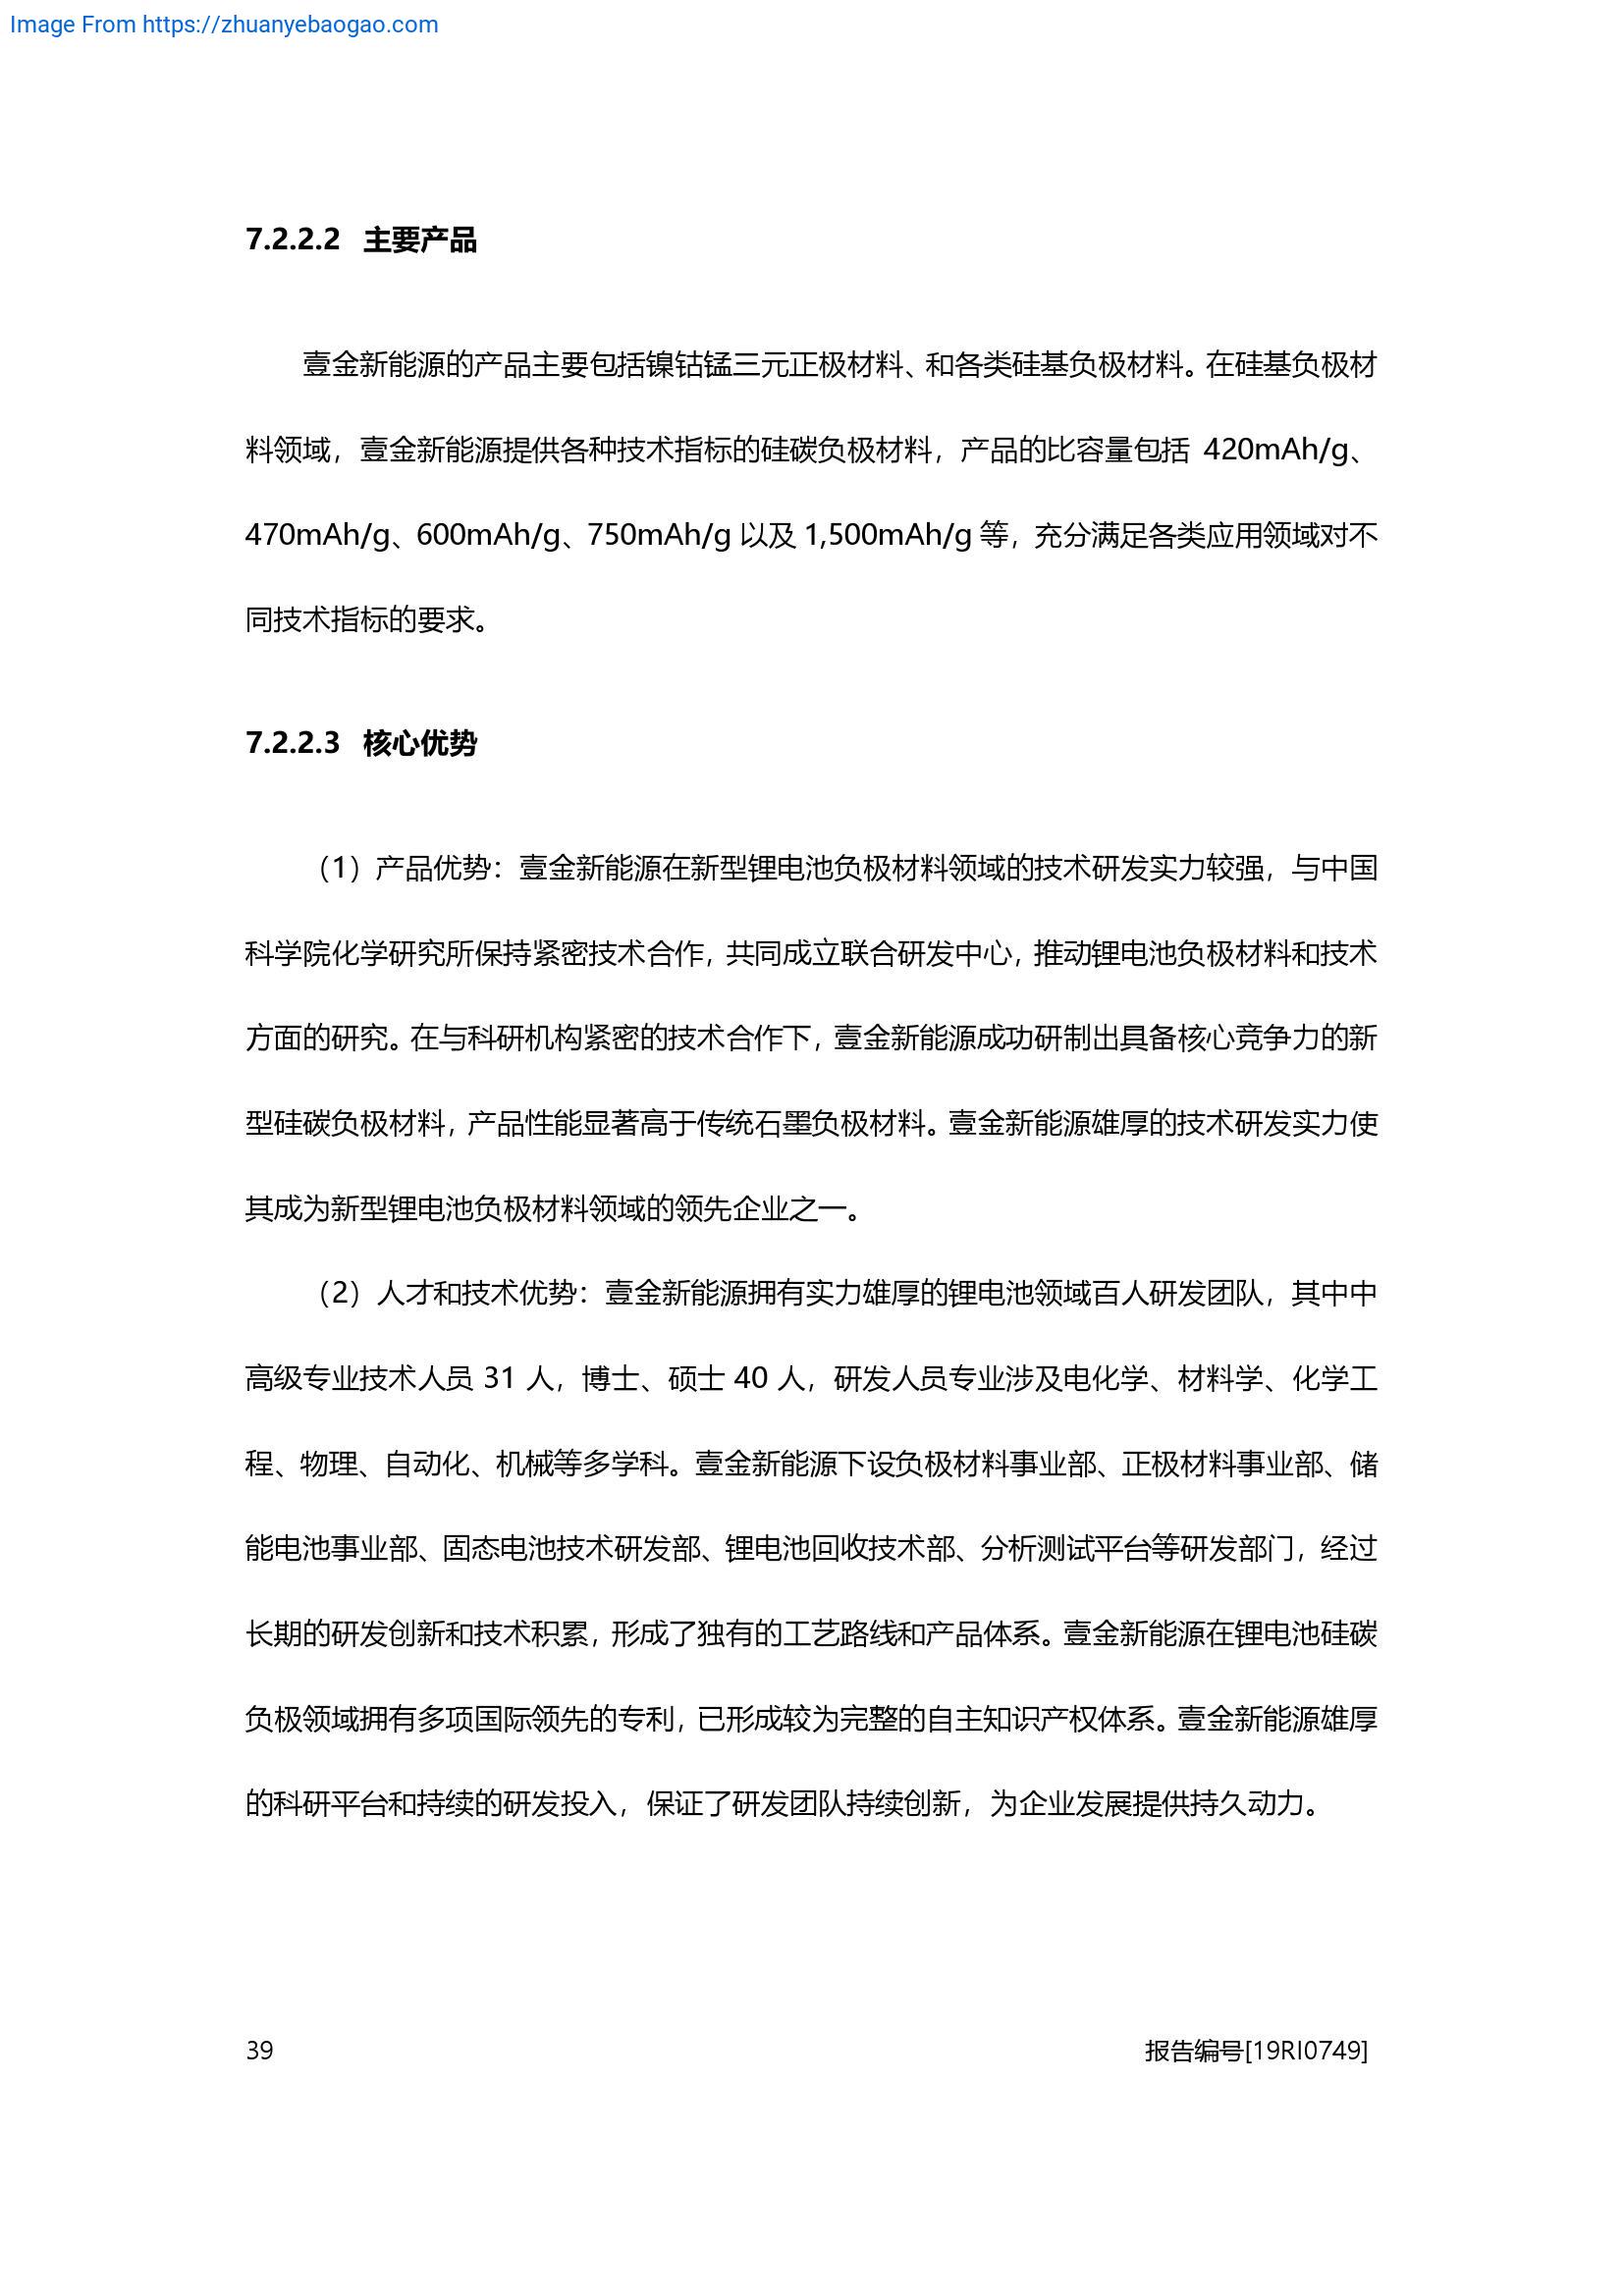 Image From https://zhuanyebaogao.com
7.2.2.2 主要产品
壹金新能源的产品主要包括镍钴锰三元正极材料、和各类硅基负极材料。在硅基负极材
料领域，壹金新能源提供各种技术指标的硅碳负极材料，产品的比容量包括 420mAh/g、
470mAh/g、600mAh/g、750mAh/g 以及 1,500mAh/g 等，充分满足各类应用领域对不
同技术指标的要求。
7.2.2.3 核心优势
（1）产品优势：壹金新能源在新型锂电池负极材料领域的技术研发实力较强，与中国
科学院化学研究所保持紧密技术合作，共同成立联合研发中心，推动锂电池负极材料和技术
方面的研究。在与科研机构紧密的技术合作下，壹金新能源成功研制出具备核心竞争力的新
型硅碳负极材料，产品性能显著高于传统石墨负极材料。壹金新能源雄厚的技术研发实力使
其成为新型锂电池负极材料领域的领先企业之一。
（2）人才和技术优势：壹金新能源拥有实力雄厚的锂电池领域百人研发团队，其中中
高级专业技术人员 31 人，博士、硕士 40 人，研发人员专业涉及电化学、材料学、化学工
程、物理、自动化、机械等多学科。壹金新能源下设负极材料事业部、正极材料事业部、储
能电池事业部、固态电池技术研发部、锂电池回收技术部、分析测试平台等研发部门，经过
长期的研发创新和技术积累，形成了独有的工艺路线和产品体系。壹金新能源在锂电池硅碳
负极领域拥有多项国际领先的专利，已形成较为完整的自主知识产权体系。壹金新能源雄厚
的科研平台和持续的研发投入，保证了研发团队持续创新，为企业发展提供持久动力。
39
报告编号[19RI0749]